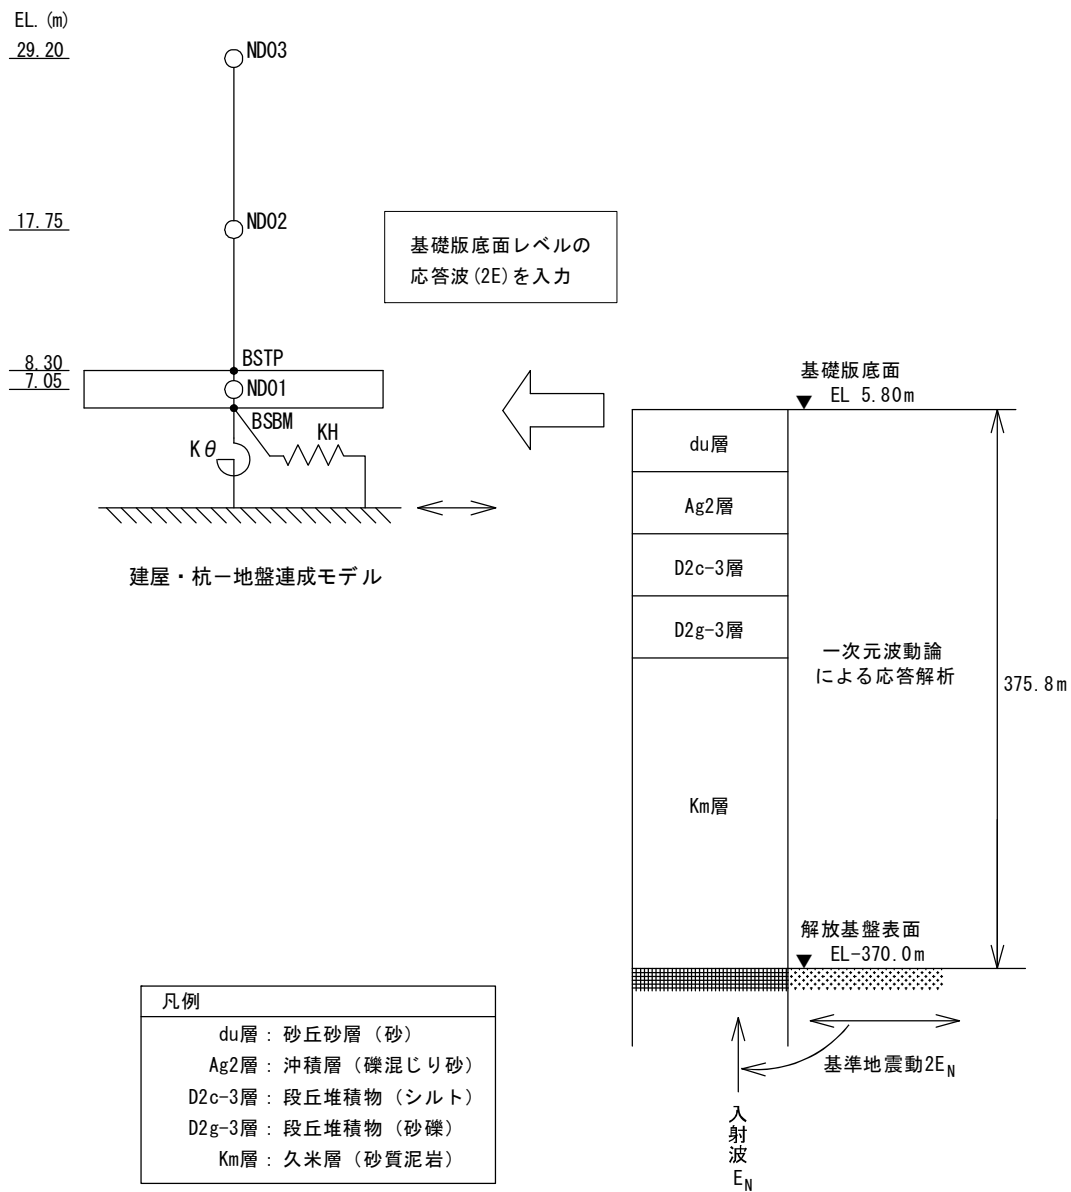 EL.(m)
29.20
ND03
17.75
ND02
基礎版底面レベルの
応答波(2E)を入力
8.30
BSTP
7.05
ND01
BSBM
Kθ
KH
建屋・杭－地盤連成モデル
基礎版底面
EL 5.80m
du層
Ag2層
D2c-3層
D2g-3層
一次元波動論
による応答解析
375.8m
Km層
解放基盤表面
EL-370.0m
基準地震動2EN
入射波
EN
凡例
du層：砂丘砂層（砂）
Ag2層：沖積層（礫混じり砂）
D2c-3層：段丘堆積物（シルト）
D2g-3層：段丘堆積物（砂礫）
Km層：久米層（砂質泥岩）